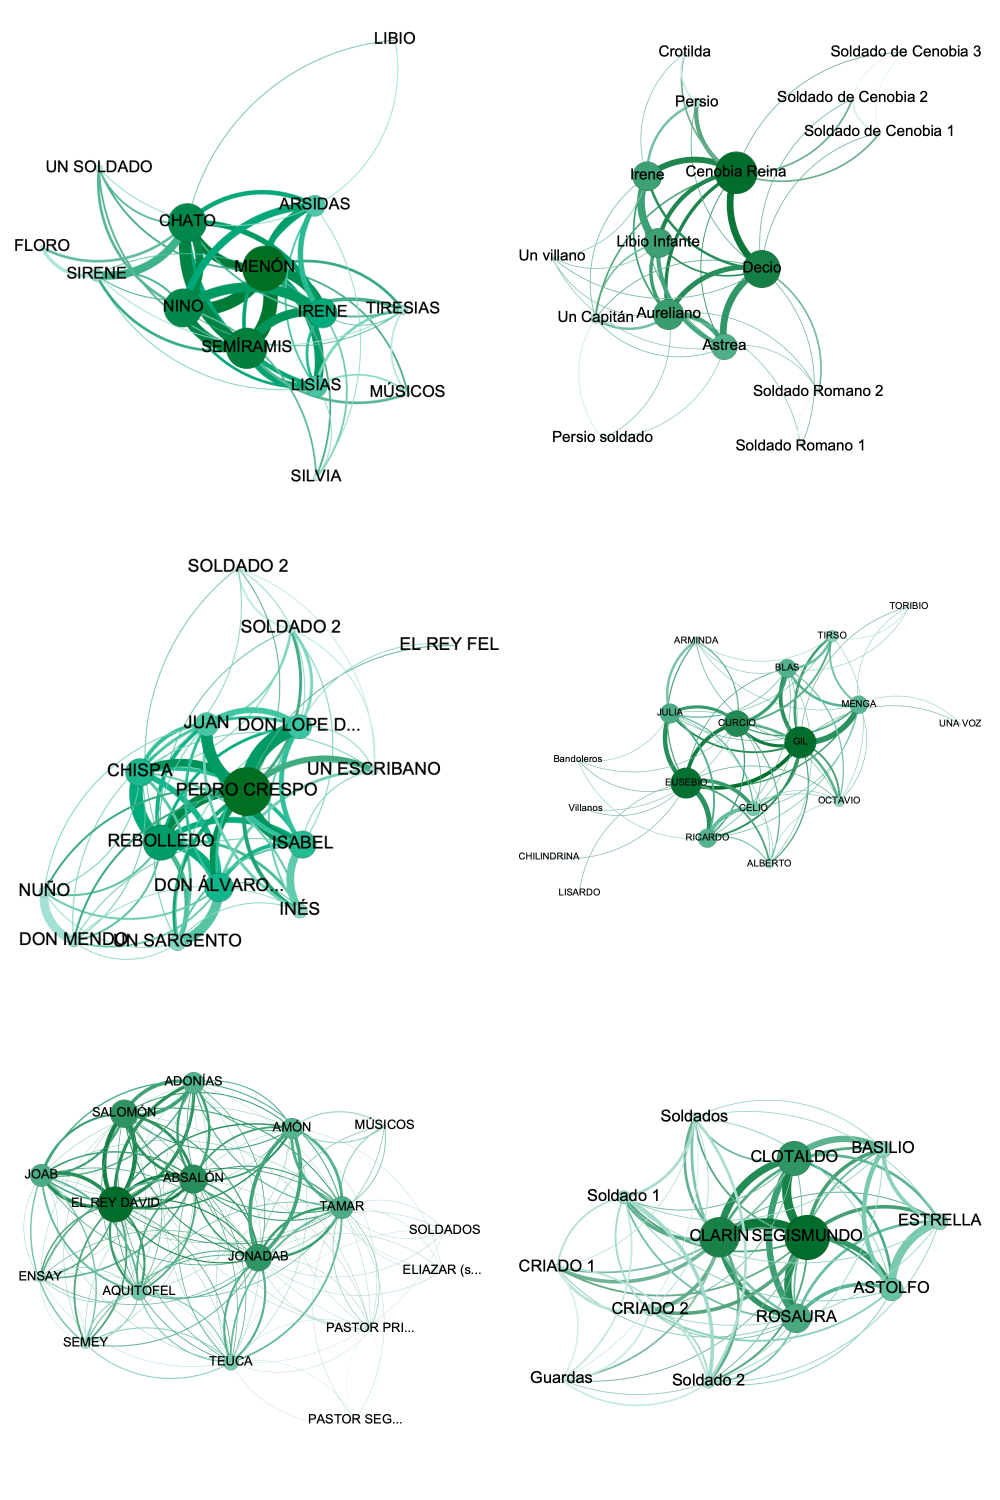 LIBIO
UN SOLDADO
ARSIDAS
CHATO
FLORO
MENÓN
SIRENE
NINO
IRENE
TIRESIAS
SEMÍRAMIS
LISÍAS
MÚSICOS
SILVIA
Crotilda
Soldado de Cenobia 3
Persio
Soldado de Cenobia 2
Soldado de Cenobia 1
Irene
Cenobia Reina
Libio Infante
Un villano
Decio
Un Capitán
Aureliano
Astrea
Soldado Romano 2
Persio soldado
Soldado Romano 1
SOLDADO 2
SOLDADO 2
EL REY FEL
JUAN
DON LOPE D...
CHISPA
UN ESCRIBANO
PEDRO CRESPO
REBOLLEDO
ISABEL
DON ÁLVARO...
NUÑO
INÉS
DON MENDO
UN SARGENTO
TORIBIO
ARMINDA
TIRSO
BLAS
MENGA
JULIA
CURCIO
UNA VOZ
GIL
Bandoleros
EUSEBIO
OCTAVIO
Villanos
CELIO
RICARDO
CHILINDRINA
ALBERTO
LISARDO
ADONÍAS
SALOMÓN
AMÓN
MÚSICOS
JOAB
ABSALÓN
EL REY DAVID
TAMAR
SOLDADOS
JONADAB
ELIAZAR (s...
ENSAY
AQUITOFEL
PASTOR PRI...
SEMEY
TEUCA
PASTOR SEG...
Soldados
BASILIO
CLOTALDO
Soldado 1
ESTRELLA
CLARÍN
SEGISMUNDO
CRIADO 1
ASTOLFO
CRIADO 2
ROSAURA
Guardas
Soldado 2